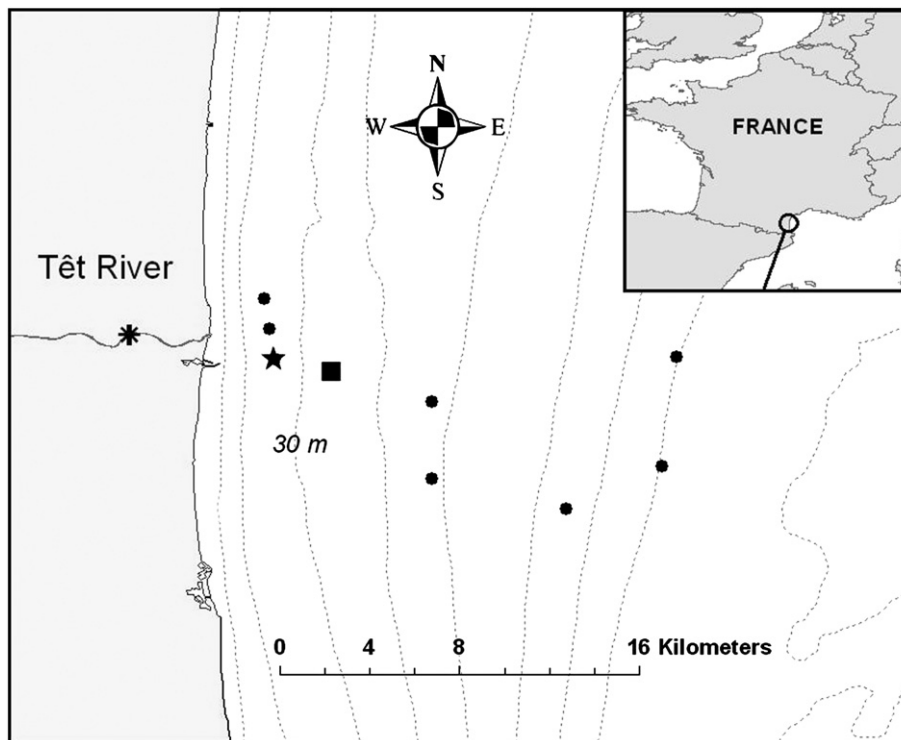 N
W E
S
FRANCE
Têt River
30 m
0 4 8 16 Kilometers